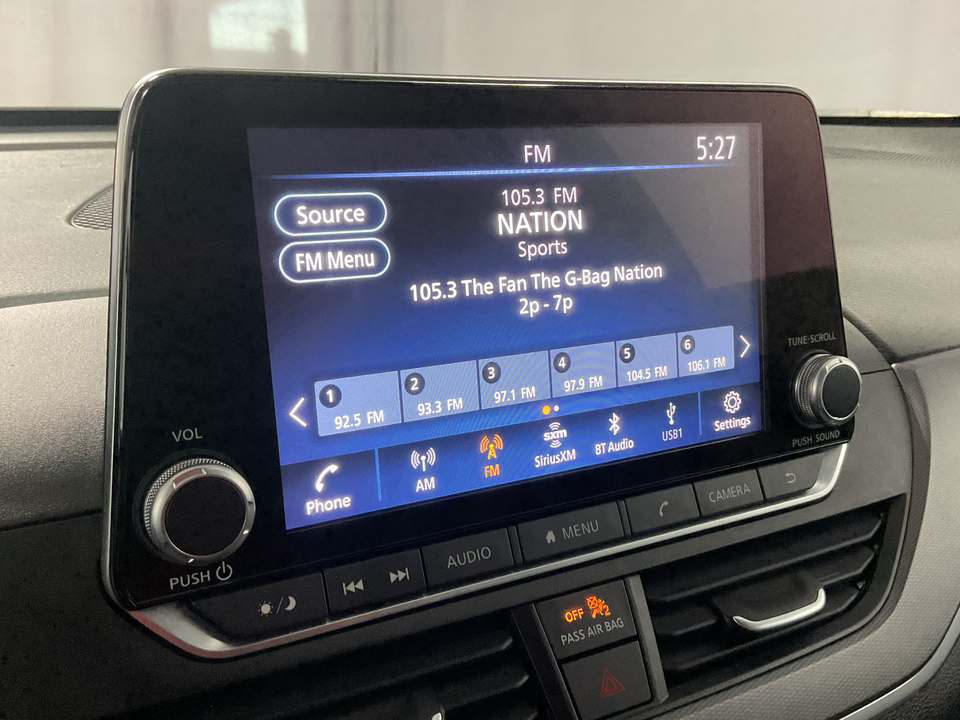 FM
5:27
Source
FM Menu
105.3 FM
NATION
Sports
105.3 The Fan The G-Bag Nation
2p - 7p
1 92.5 FM
2 93.3 FM
3 97.1 FM
4 97.9 FM
5 104.5 FM
6 106.1 FM
Phone
AM
FM
sxm
SiriusXM
BT Audio
USB1
Settings
VOL
PUSH
TUNE·SCROLL
PUSH SOUND
AUDIO
MENU
CAMERA
OFF
2
PASS AIR BAG